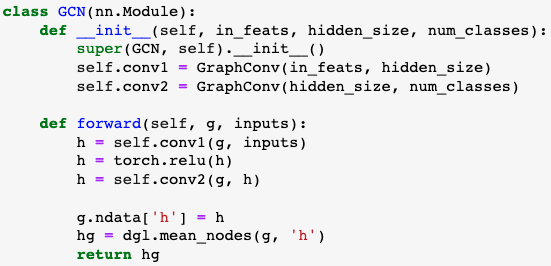 class GCN(nn.Module):
    def __init__(self, in_feats, hidden_size, num_classes):
        super(GCN, self).__init__()
        self.conv1 = GraphConv(in_feats, hidden_size)
        self.conv2 = GraphConv(hidden_size, num_classes)

    def forward(self, g, inputs):
        h = self.conv1(g, inputs)
        h = torch.relu(h)
        h = self.conv2(g, h)

        g.ndata['h'] = h
        hg = dgl.mean_nodes(g, 'h')
        return hg